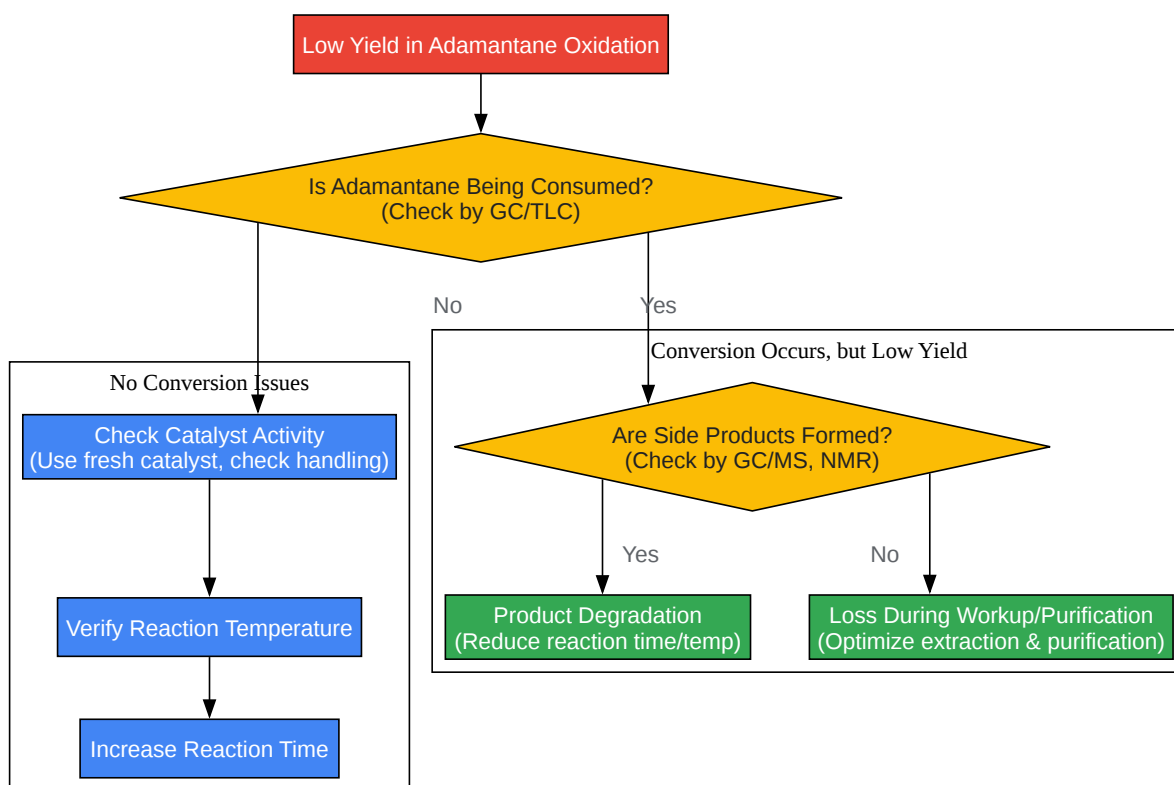 Low Yield in Adamantane Oxidation
Is Adamantane Being Consumed?
(Check by GC/TLC)
No
Yes
No Conversion Issues
Check Catalyst Activity
(Use fresh catalyst, check handling)
Verify Reaction Temperature
Increase Reaction Time
Conversion Occurs, but Low Yield
Are Side Products Formed?
(Check by GC/MS, NMR)
Yes
No
Product Degradation
(Reduce reaction time/temp)
Loss During Workup/Purification
(Optimize extraction & purification)